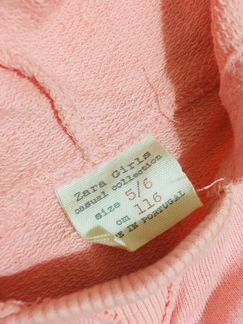 Zara Girls
casual collection
size 5/6
cm 116
E IN PORTUGAL